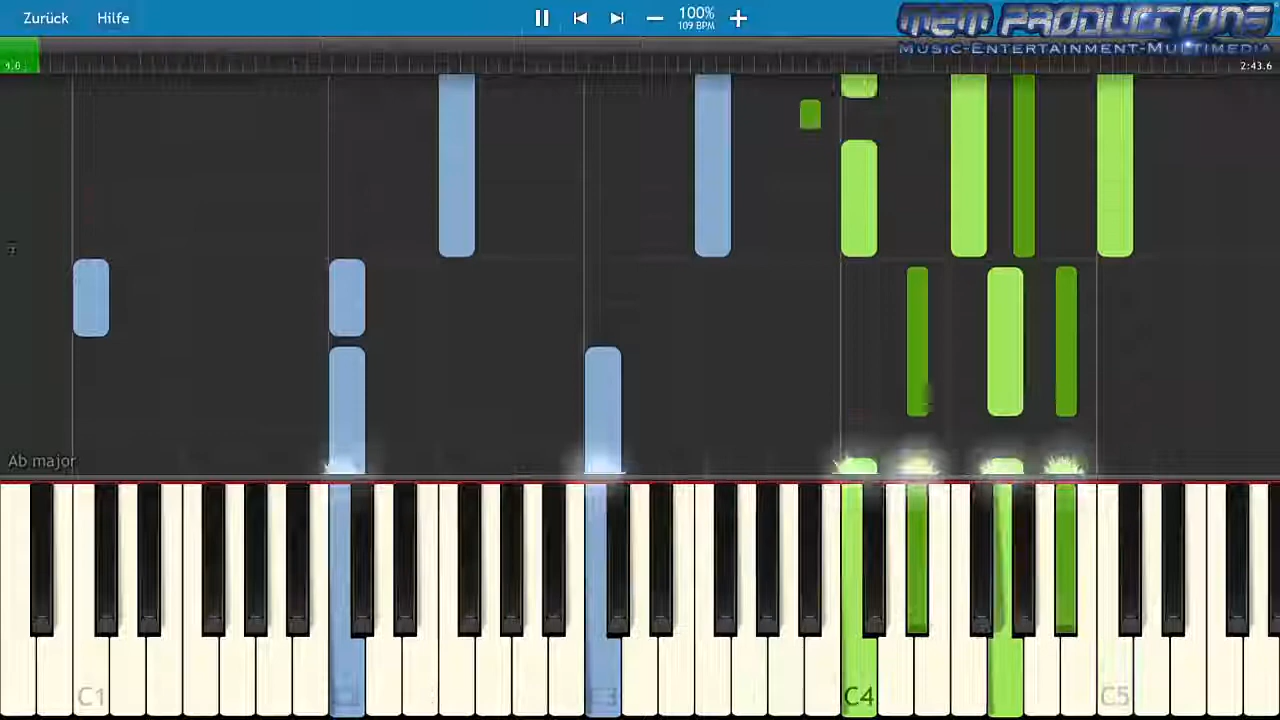 Zurück Hilfe
100%
109 BPM
MEM PRODUCTIONS
MUSIC-ENTERTAINMENT-MULTIMEDIA
2:43.6
Ab major
C1
C4
C5